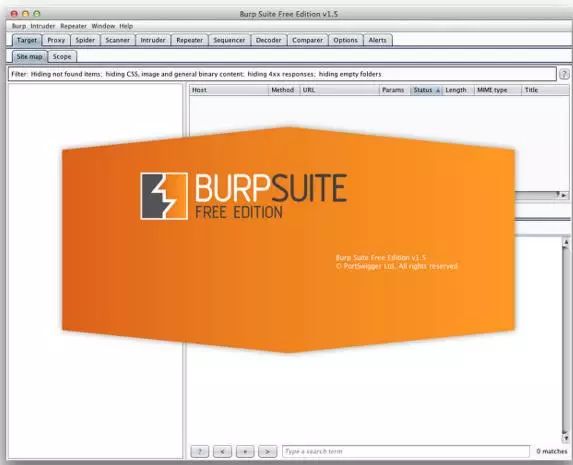 Burp Suite Free Edition v1.5
Burp Intruder Repeater Window Help
Target Proxy Spider Scanner Intruder Repeater Sequencer Decoder Comparer Options Alerts
Site map Scope
Filter: Hiding not found items; hiding CSS, image and general binary content; hiding 4xx responses; hiding empty folders ?
Host Method URL Params Status Length MIME type Title
BURPSUITE
FREE EDITION
Burp Suite Free Edition v1.5
© PortSwigger Ltd. All rights reserved.
? < + > Type a search term 0 matches